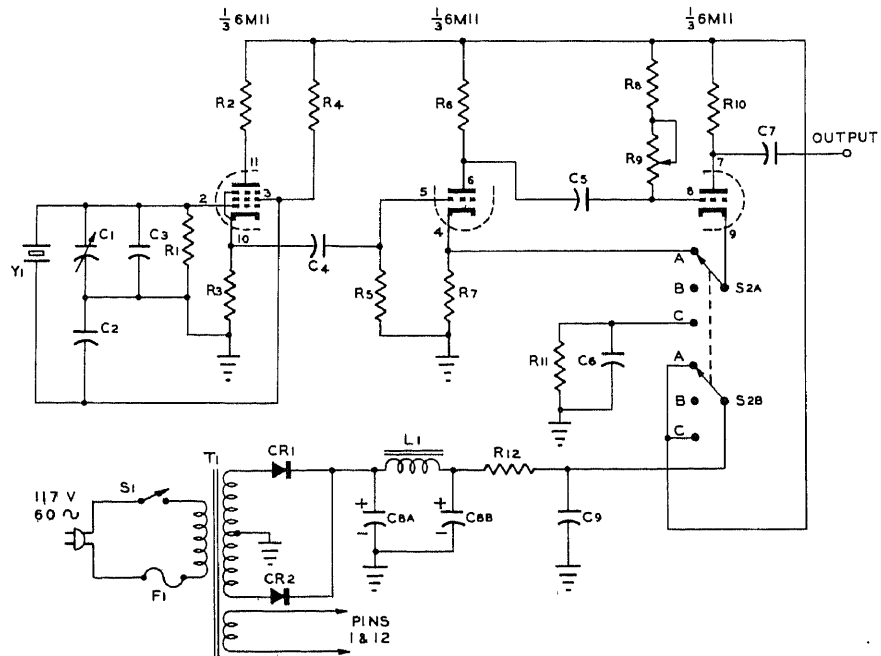 1/3 6M11
1/3 6M11
1/3 6M11
R2
R4
R6
R8
R10
C7
OUTPUT
R9
11
2
3
10
6
5
4
C5
7
8
9
Y1
C1
C3
R1
R3
C4
R5
R7
C2
A
B
S2A
C
R11
C6
A
B
S2B
C
L1
R12
T1
CR1
S1
117 V
60 ~
+
C8A
-
+
C8B
-
C9
CR2
F1
PINS
1 & 12